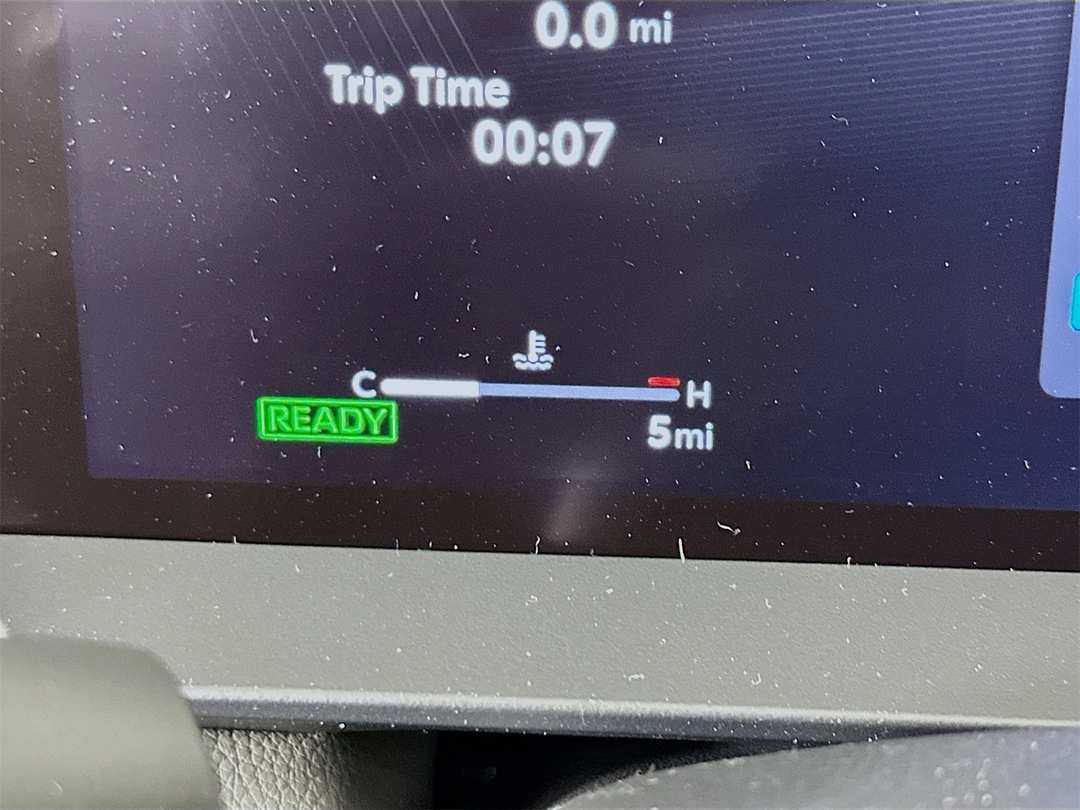 0.0 mi
Trip Time
00:07
C H
READY
5mi